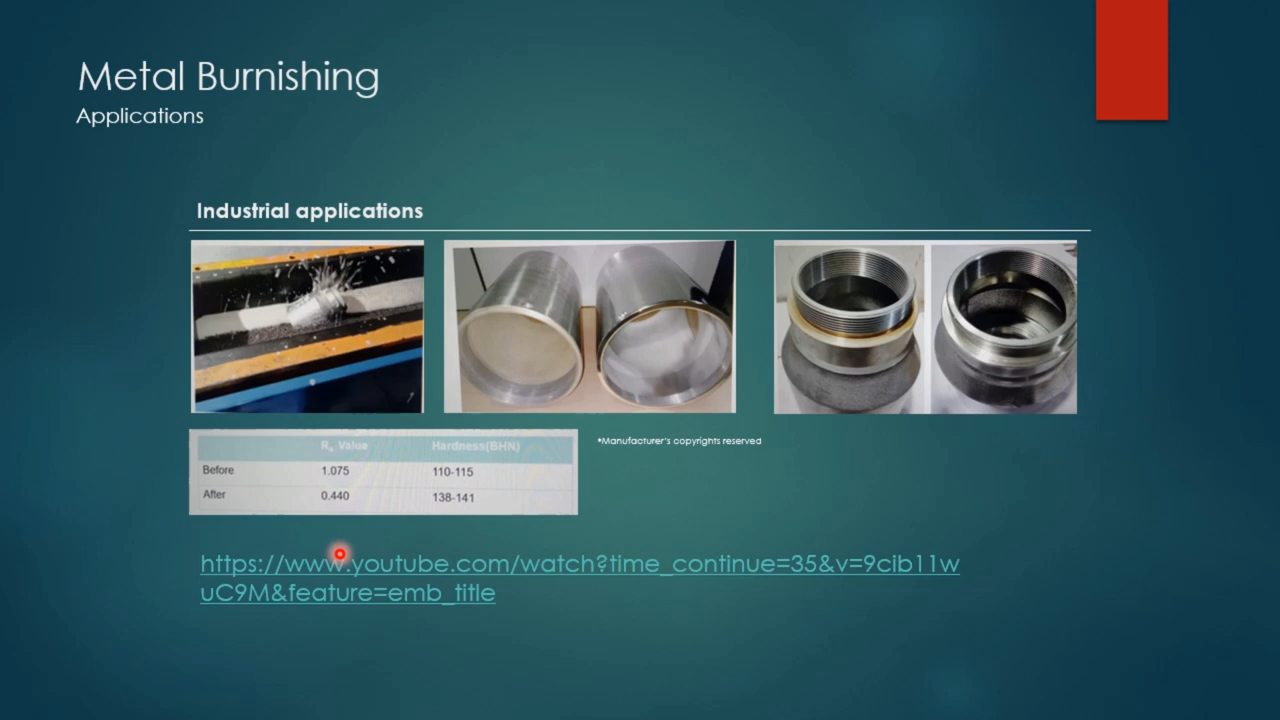 Metal Burnishing
Applications
Industrial applications
Ra Value Hardness(BHN)
Before 1.075 110-115
After 0.440 138-141
*Manufacturer's copyrights reserved
https://www.youtube.com/watch?time_continue=35&v=9cib11w
uC9M&feature=emb_title